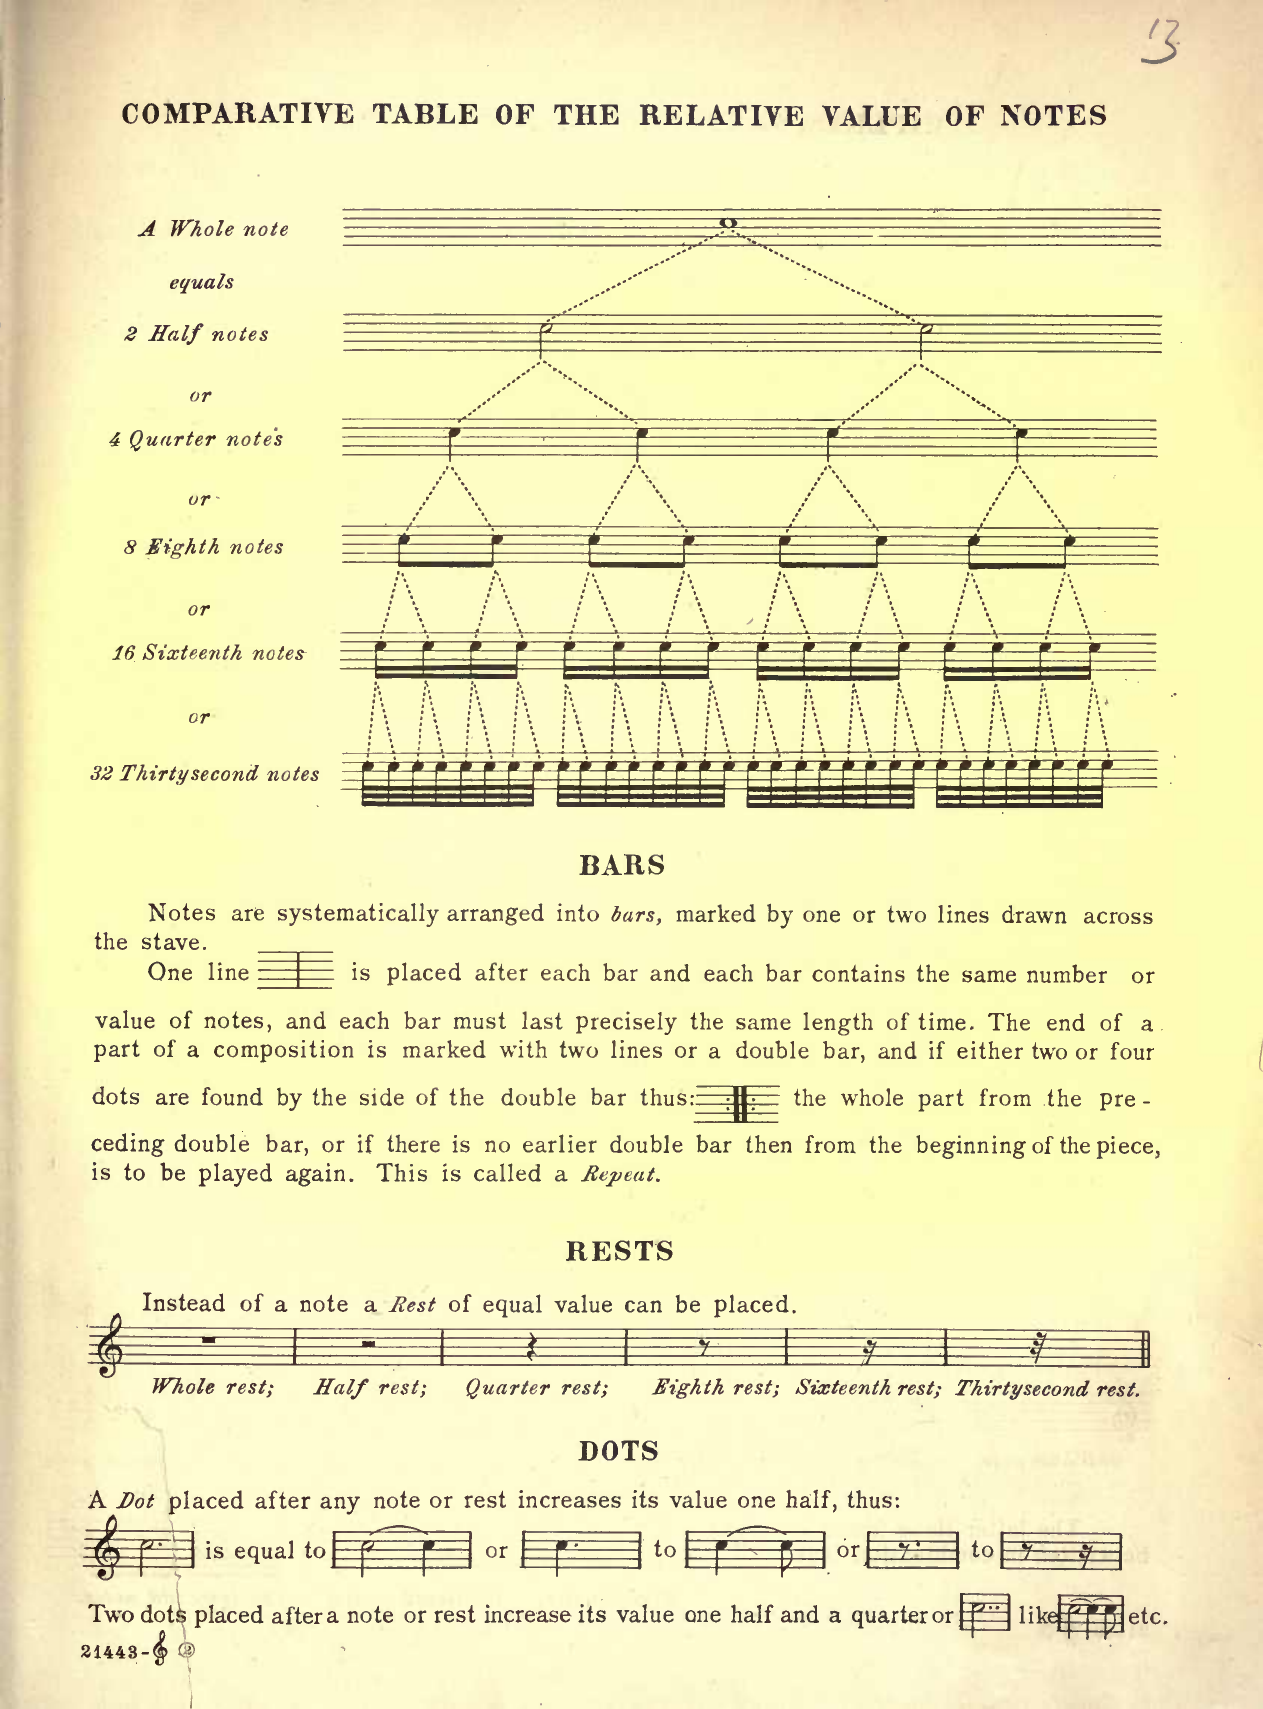 13
COMPARATIVE TABLE OF THE RELATIVE VALUE OF NOTES
A Whole note
equals
2 Half notes
or
4 Quarter notes
or
8 Eighth notes
or
16 Sixteenth notes
or
32 Thirtysecond notes
BARS
Notes are systematically arranged into bars, marked by one or two lines drawn across
the stave.
One line is placed after each bar and each bar contains the same number or
value of notes, and each bar must last precisely the same length of time. The end of a
part of a composition is marked with two lines or a double bar, and if either two or four
dots are found by the side of the double bar thus: the whole part from the pre-
ceding double bar, or if there is no earlier double bar then from the beginning of the piece,
is to be played again. This is called a Repeat.
RESTS
Instead of a note a Rest of equal value can be placed.
Whole rest; Half rest; Quarter rest; Eighth rest; Sixteenth rest; Thirtysecond rest.
DOTS
A Dot placed after any note or rest increases its value one half, thus:
is equal to or to or to
Two dots placed after a note or rest increase its value one half and a quarter or like etc.
21443-